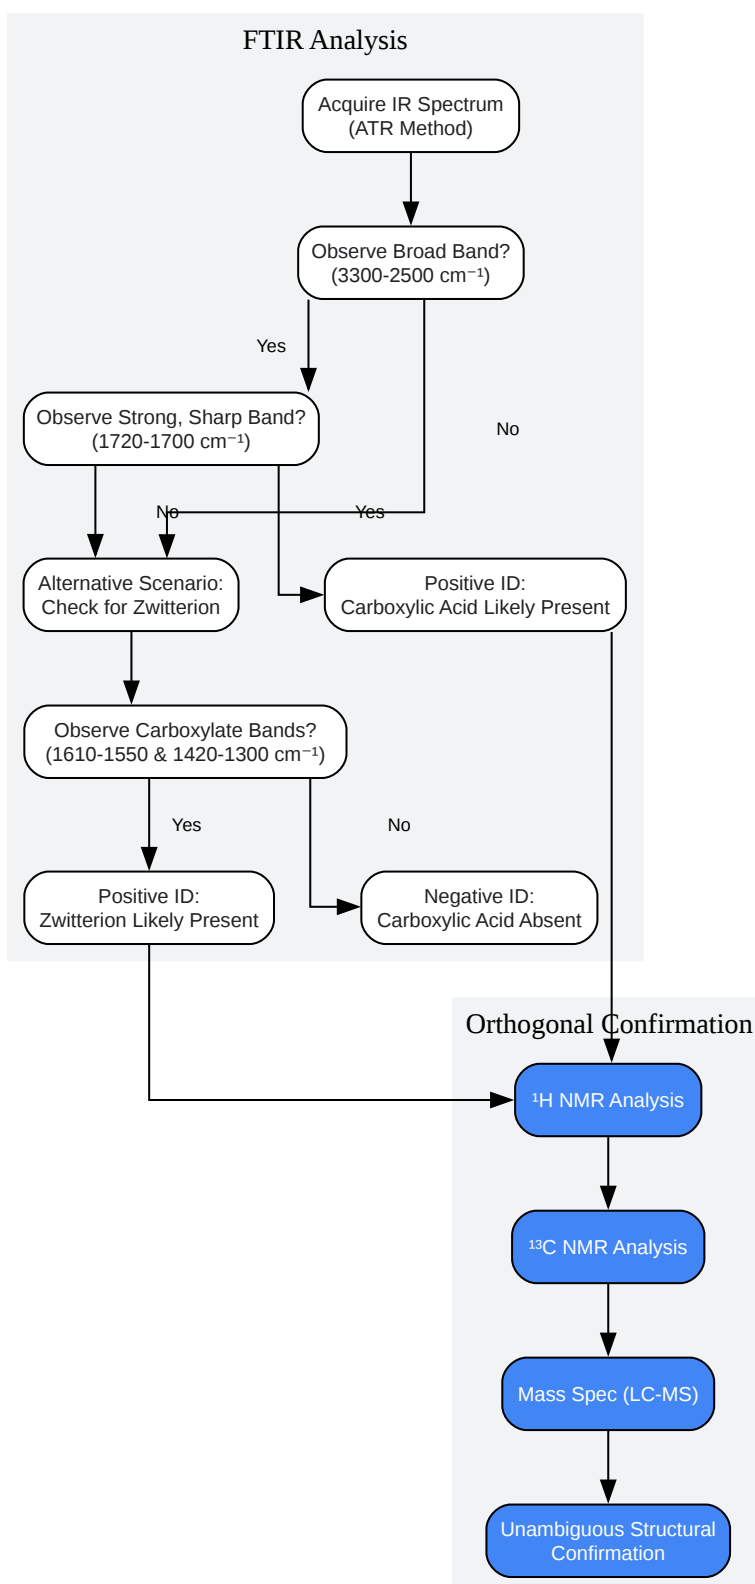 FTIR Analysis
Acquire IR Spectrum
(ATR Method)
Observe Broad Band?
(3300-2500 cm⁻¹)
Yes
Observe Strong, Sharp Band?
(1720-1700 cm⁻¹)
No
No
Yes
Alternative Scenario:
Check for Zwitterion
Positive ID:
Carboxylic Acid Likely Present
Observe Carboxylate Bands?
(1610-1550 & 1420-1300 cm⁻¹)
Yes
No
Positive ID:
Zwitterion Likely Present
Negative ID:
Carboxylic Acid Absent
Orthogonal Confirmation
¹H NMR Analysis
¹³C NMR Analysis
Mass Spec (LC-MS)
Unambiguous Structural
Confirmation